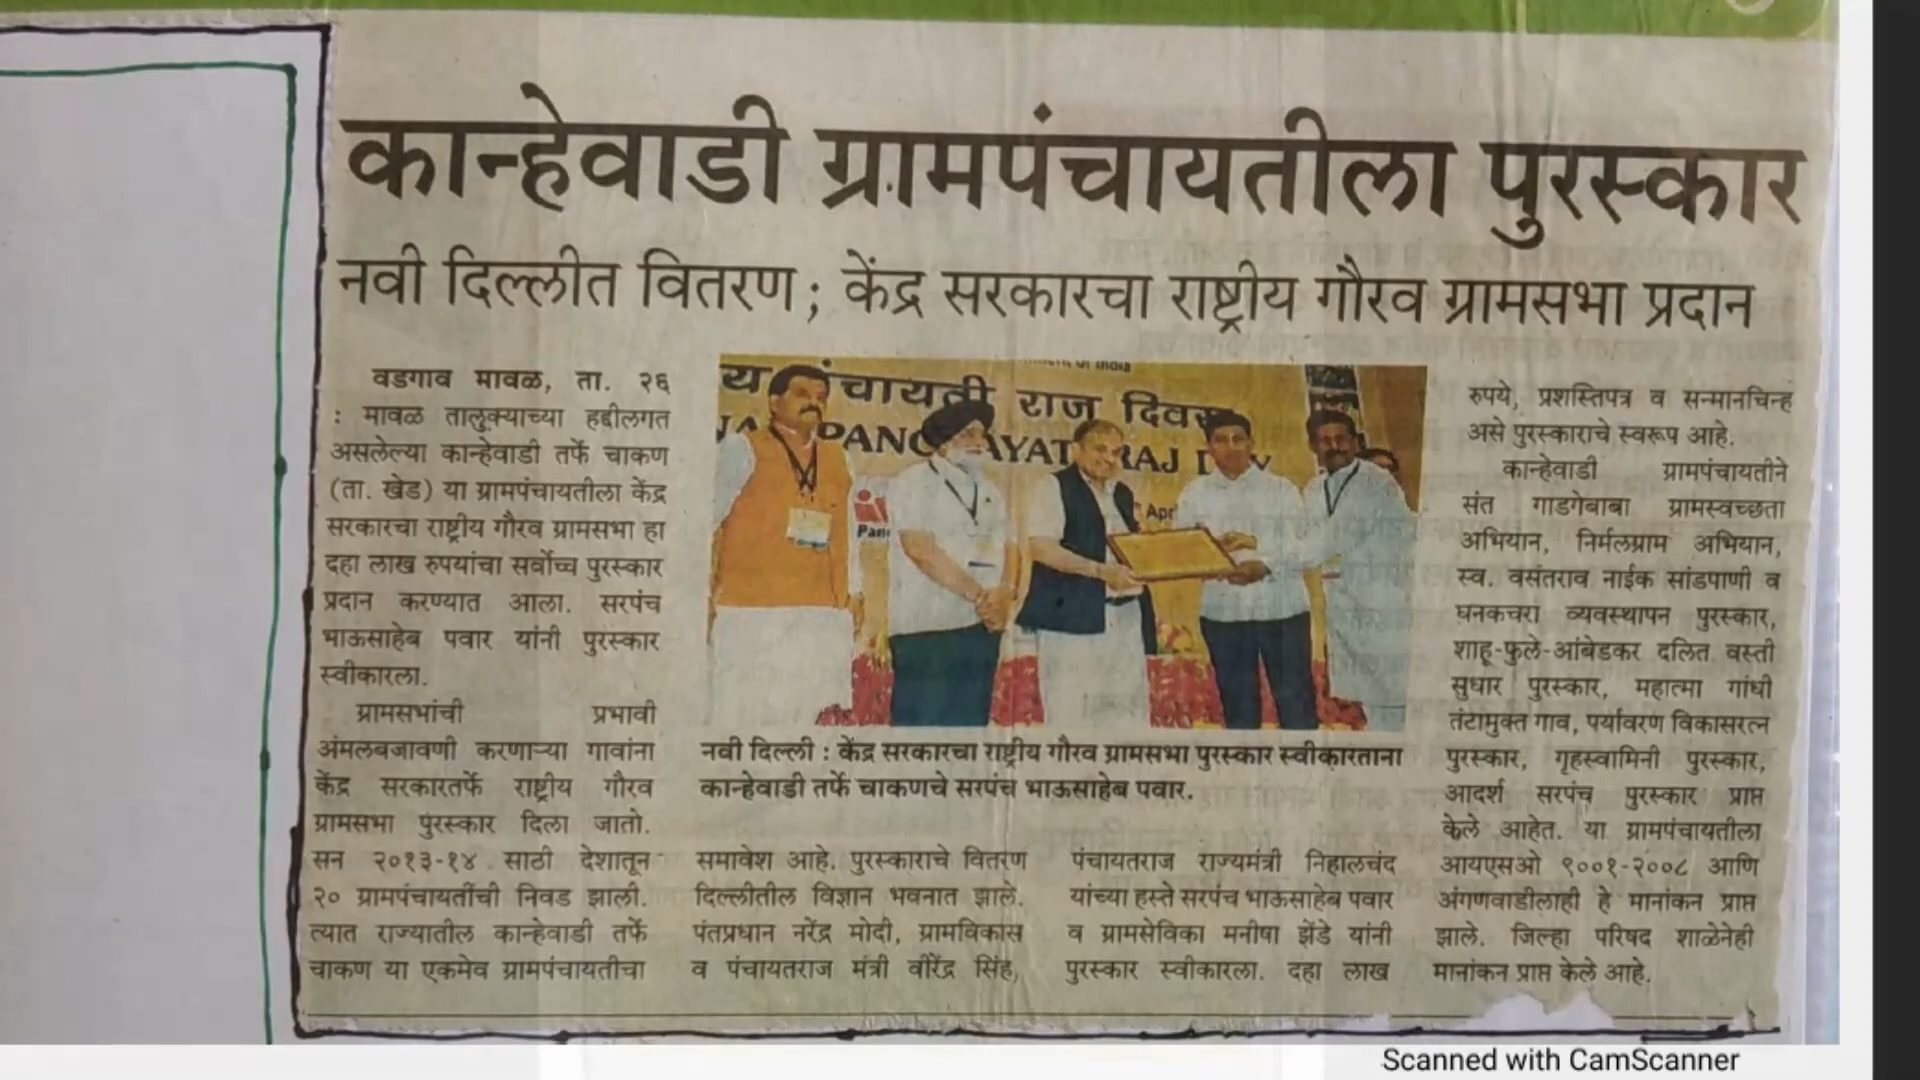 कान्हेवाडी ग्रामपंचायतीला पुरस्कार
नवी दिल्लीत वितरण; केंद्र सरकारचा राष्ट्रीय गौरव ग्रामसभा प्रदान
वडगाव मावळ, ता. २६
: मावळ तालुक्याच्या हद्दीलगत
असलेल्या कान्हेवाडी तर्फे चाकण
(ता. खेड) या ग्रामपंचायतीला केंद्र
सरकारचा राष्ट्रीय गौरव ग्रामसभा हा
दहा लाख रुपयांचा सर्वोच्च पुरस्कार
प्रदान करण्यात आला. सरपंच
भाऊसाहेब पवार यांनी पुरस्कार
स्वीकारला.
ग्रामसभांची प्रभावी
अंमलबजावणी करणाऱ्या गावांना
केंद्र सरकारतर्फे राष्ट्रीय गौरव
ग्रामसभा पुरस्कार दिला जातो.
सन २०१३-१४ साठी देशातून
२० ग्रामपंचायतींची निवड झाली.
त्यात राज्यातील कान्हेवाडी तर्फे
चाकण या एकमेव ग्रामपंचायतीचा
य पंचायती राज दिवस
PANCHAYATI RAJ DAY
Apr
नवी दिल्ली : केंद्र सरकारचा राष्ट्रीय गौरव ग्रामसभा पुरस्कार स्वीकारताना
कान्हेवाडी तर्फे चाकणचे सरपंच भाऊसाहेब पवार.
समावेश आहे. पुरस्काराचे वितरण
दिल्लीतील विज्ञान भवनात झाले.
पंतप्रधान नरेंद्र मोदी, ग्रामविकास
व पंचायतराज मंत्री वीरेंद्र सिंह,
पंचायतराज राज्यमंत्री निहालचंद
यांच्या हस्ते सरपंच भाऊसाहेब पवार
व ग्रामसेविका मनीषा झेंडे यांनी
पुरस्कार स्वीकारला. दहा लाख
रुपये, प्रशस्तिपत्र व सन्मानचिन्ह
असे पुरस्काराचे स्वरूप आहे.
कान्हेवाडी ग्रामपंचायतीने
संत गाडगेबाबा ग्रामस्वच्छता
अभियान, निर्मलग्राम अभियान,
स्व. वसंतराव नाईक सांडपाणी व
घनकचरा व्यवस्थापन पुरस्कार,
शाहू-फुले-आंबेडकर दलित वस्ती
सुधार पुरस्कार, महात्मा गांधी
तंटामुक्त गाव, पर्यावरण विकासरत्न
पुरस्कार, गृहस्वामिनी पुरस्कार,
आदर्श सरपंच पुरस्कार प्राप्त
केले आहेत. या ग्रामपंचायतीला
आयएसओ ९००१-२००८ आणि
अंगणवाडीलाही हे मानांकन प्राप्त
झाले. जिल्हा परिषद शाळेनेही
मानांकन प्राप्त केले आहे.
Scanned with CamScanner